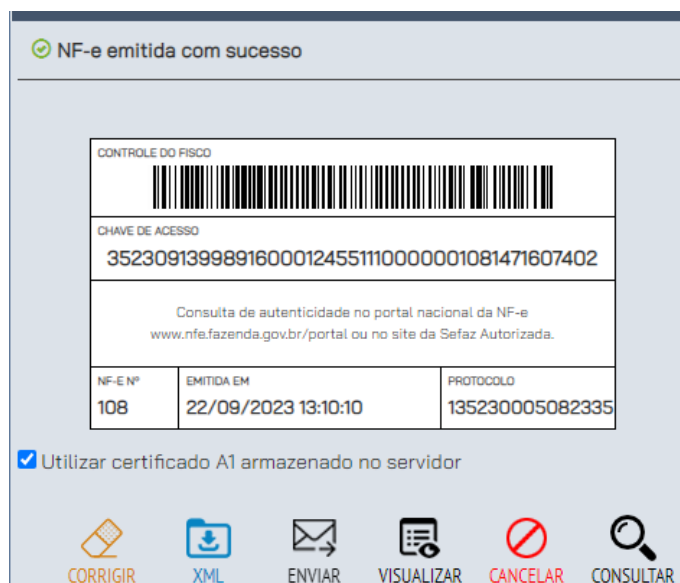 NF-e emitida com sucesso
CONTROLE DO FISCO
CHAVE DE ACESSO
35230913998916000124551110000001081471607402
Consulta de autenticidade no portal nacional da NF-e
www.nfe.fazenda.gov.br/portal ou no site da Sefaz Autorizada.
NF-E Nº EMITIDA EM PROTOCOLO
108 22/09/2023 13:10:10 135230005082335
Utilizar certificado A1 armazenado no servidor
CORRIGIR XML ENVIAR VISUALIZAR CANCELAR CONSULTAR